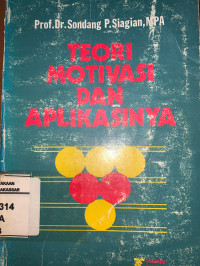 Prof.Dr.Sondang P.Siagian,MPA
TEORI
MOTIVASI
DAN
APLIKASINYA
314
A